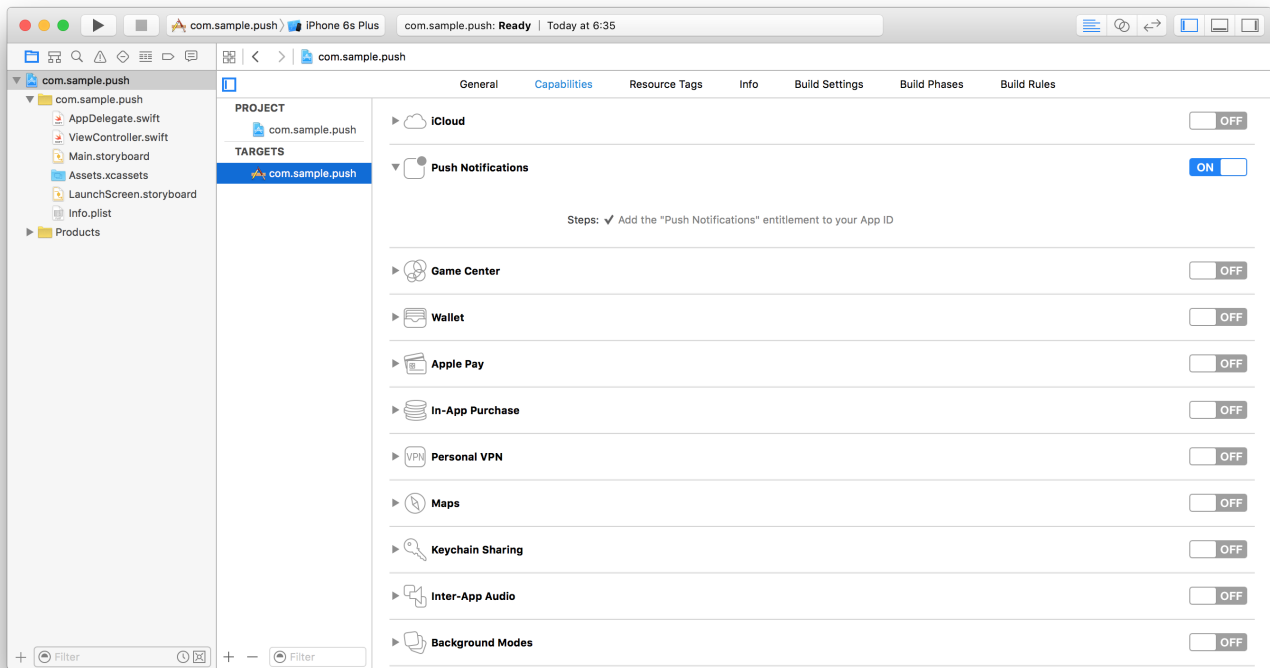 com.sample.push iPhone 6s Plus com.sample.push: Ready | Today at 6:35
com.sample.push
com.sample.push
General Capabilities Resource Tags Info Build Settings Build Phases Build Rules
com.sample.push
AppDelegate.swift
ViewController.swift
Main.storyboard
Assets.xcassets
LaunchScreen.storyboard
Info.plist
Products
PROJECT
com.sample.push
TARGETS
com.sample.push
iCloud OFF
Push Notifications ON
Steps: ✔ Add the "Push Notifications" entitlement to your App ID
Game Center OFF
Wallet OFF
Apple Pay OFF
In-App Purchase OFF
VPN Personal VPN OFF
Maps OFF
Keychain Sharing OFF
Inter-App Audio OFF
Background Modes OFF
Filter
Filter